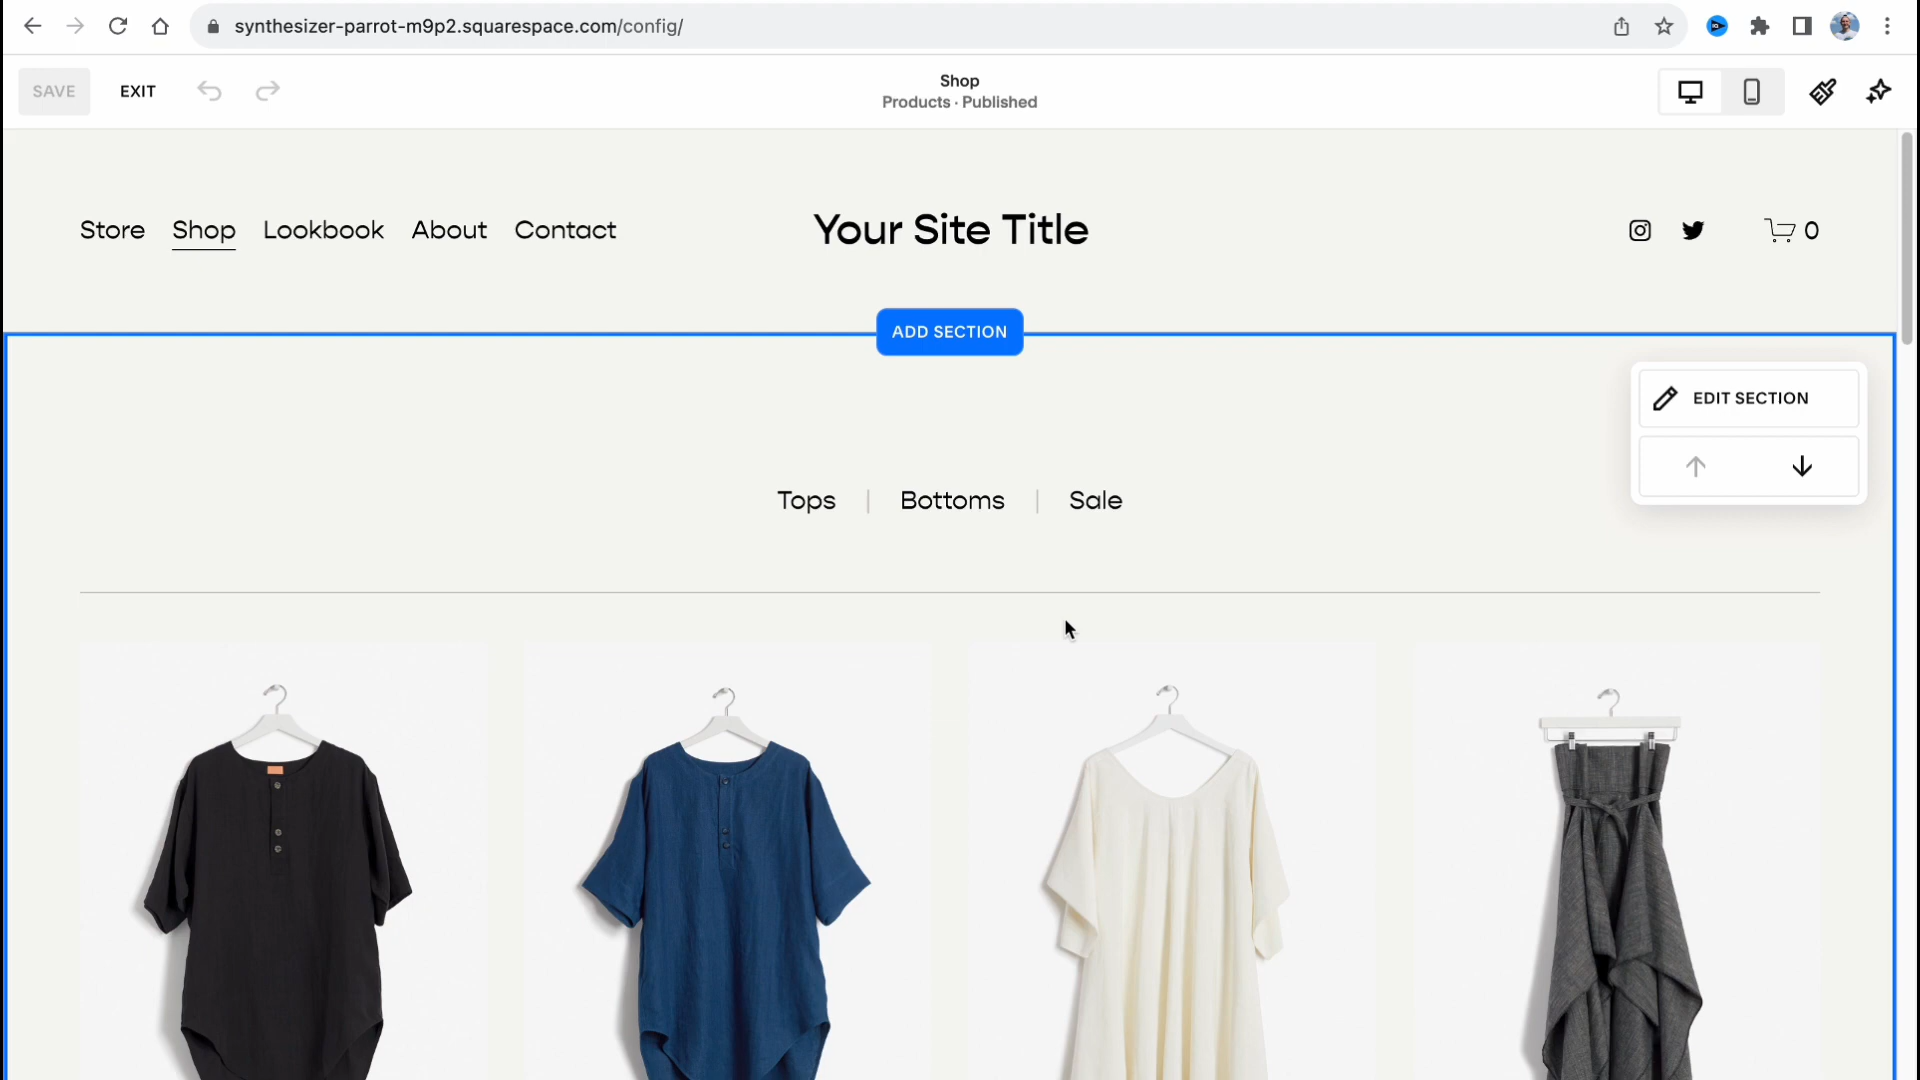 synthesizer-parrot-m9p2.squarespace.com/config/
SAVE
EXIT
Shop
Products · Published
Store
Shop
Lookbook
About
Contact
Your Site Title
0
ADD SECTION
EDIT SECTION
Tops
Bottoms
Sale